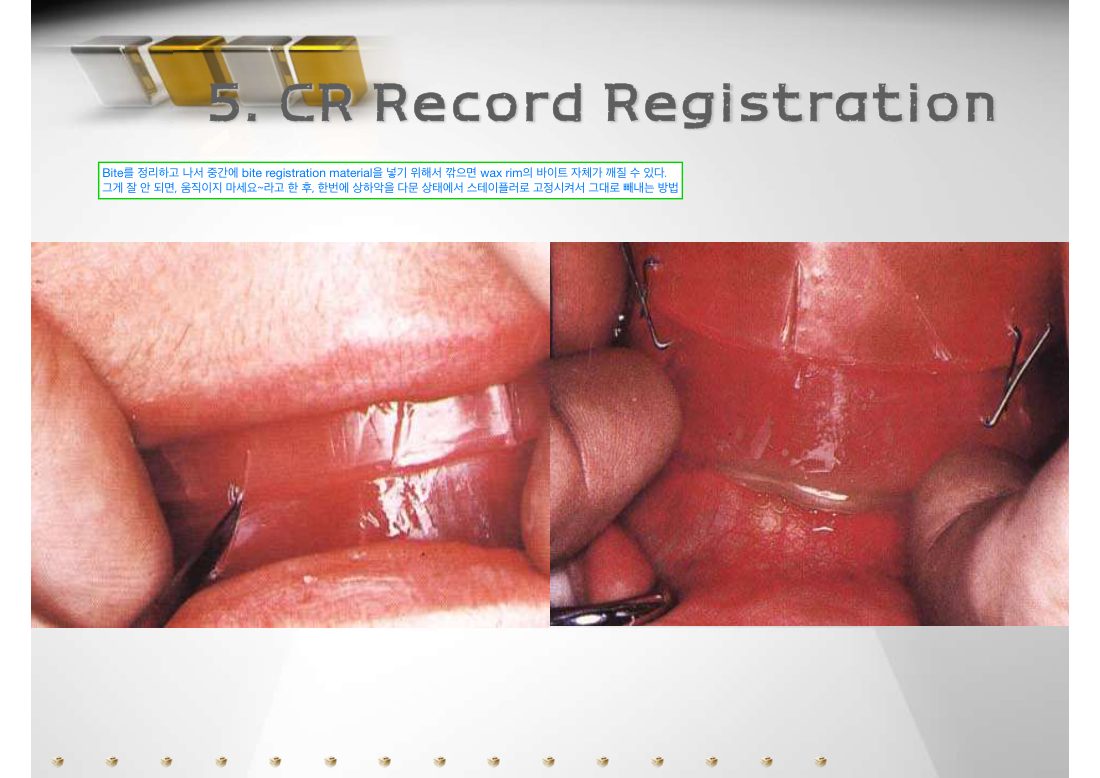 5. CR Record Registration
Bite를 정리하고 나서 중간에 bite registration material을 넣기 위해서 깎으면 wax rim의 바이트 자체가 깨질 수 있다.
그게 잘 안 되면, 움직이지 마세요~라고 한 후, 한번에 상하악을 다문 상태에서 스테이플러로 고정시켜서 그대로 빼내는 방법